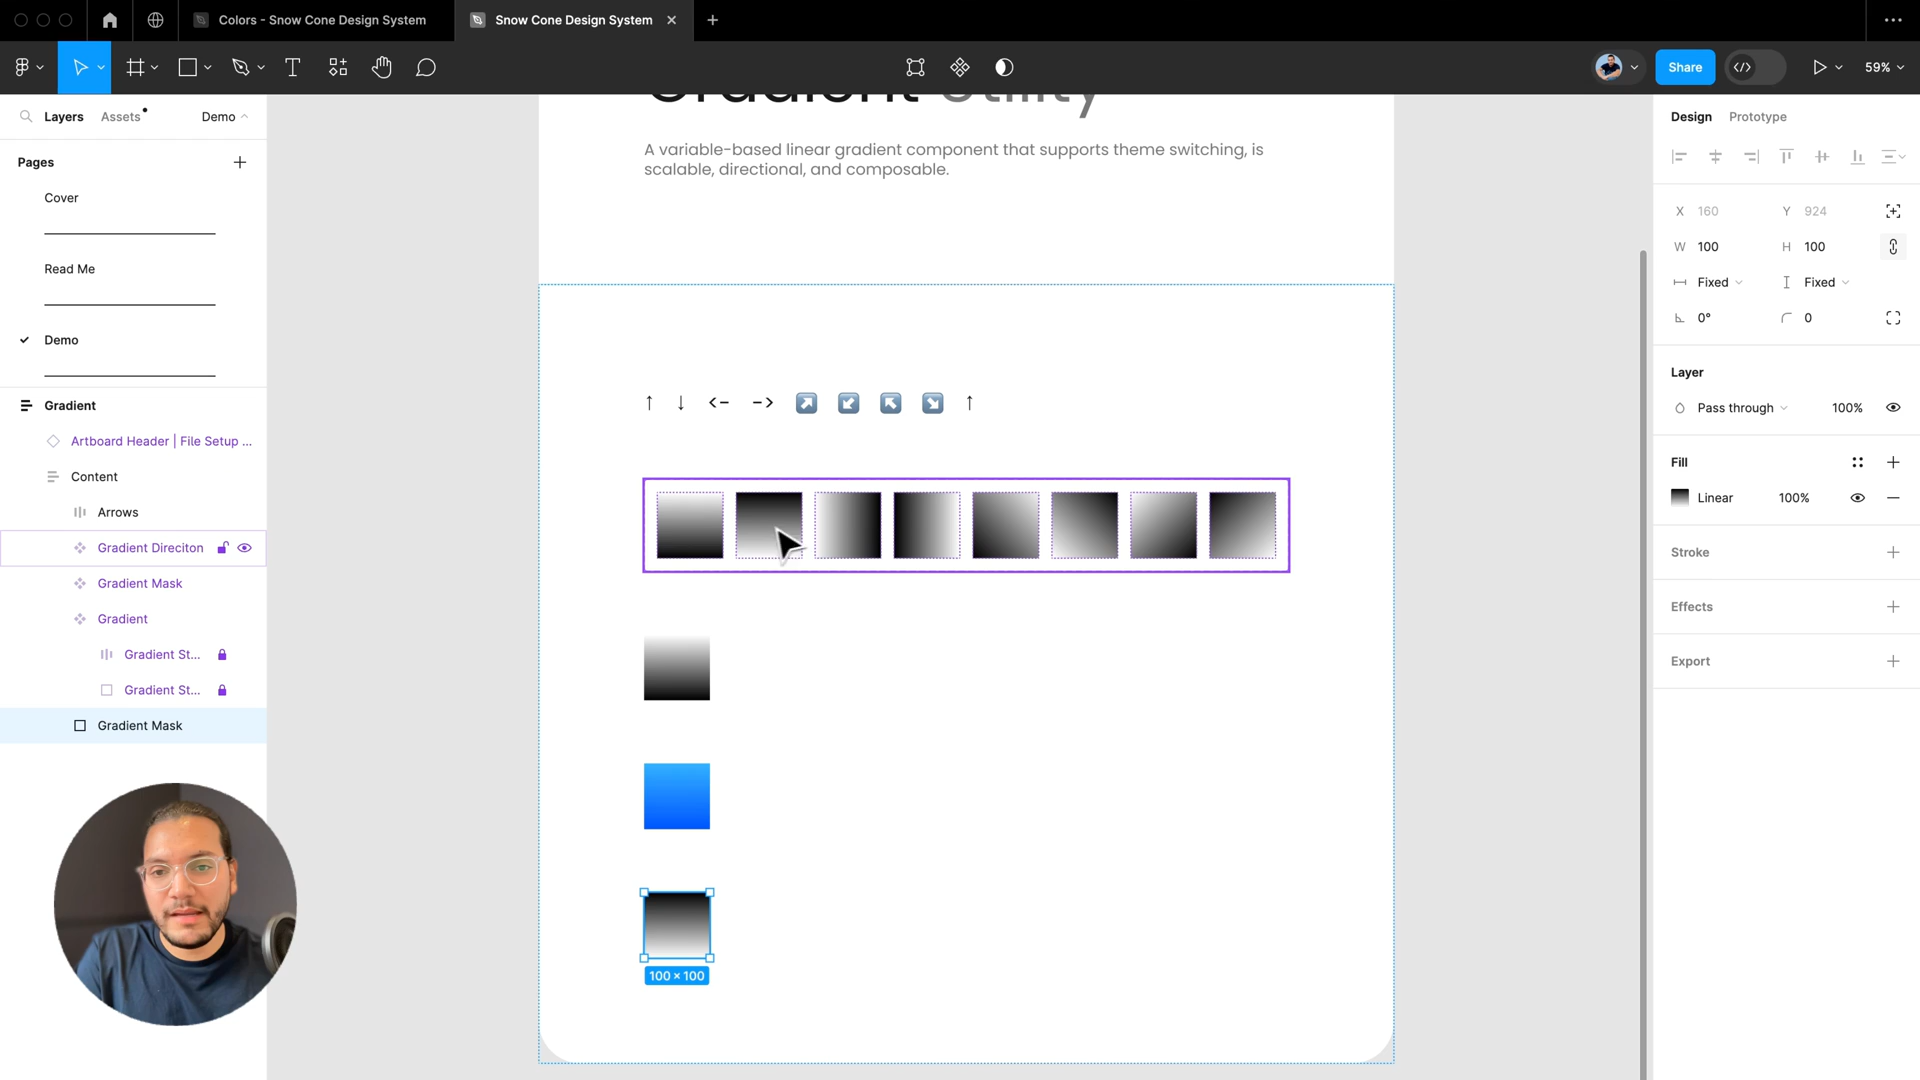 Colors - Snow Cone Design System
Snow Cone Design System
Share
59%
Layers
Assets
Demo
Pages
Cover
Read Me
Demo
Gradient
Artboard Header | File Setup ...
Content
Arrows
Gradient Direciton
Gradient Mask
Gradient
Gradient St...
Gradient St...
Gradient Mask
Gradient Utility
A variable-based linear gradient component that supports theme switching, is
scalable, directional, and composable.
↑ ↓ <- -> ↗ ↙ ↖ ↘ ↑
100 × 100
Design
Prototype
X 160 Y 924
W 100 H 100
Fixed Fixed
0° 0
Layer
Pass through 100%
Fill
Linear 100%
Stroke
Effects
Export